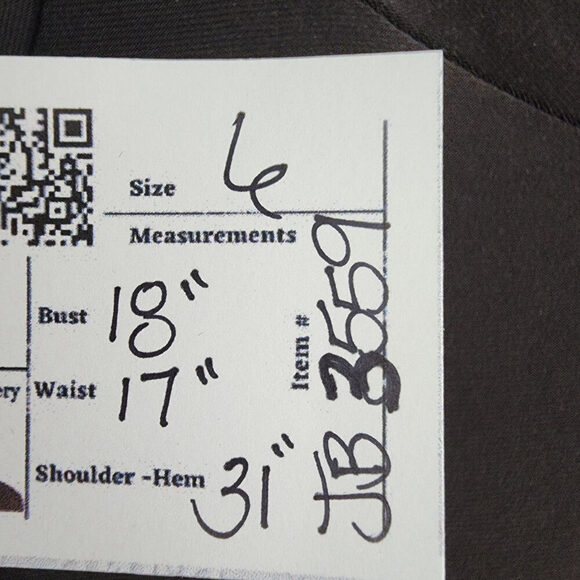 Size 6
Measurements
Bust 18"
ery Waist 17"
Shoulder -Hem 31"
Item # JB 3559